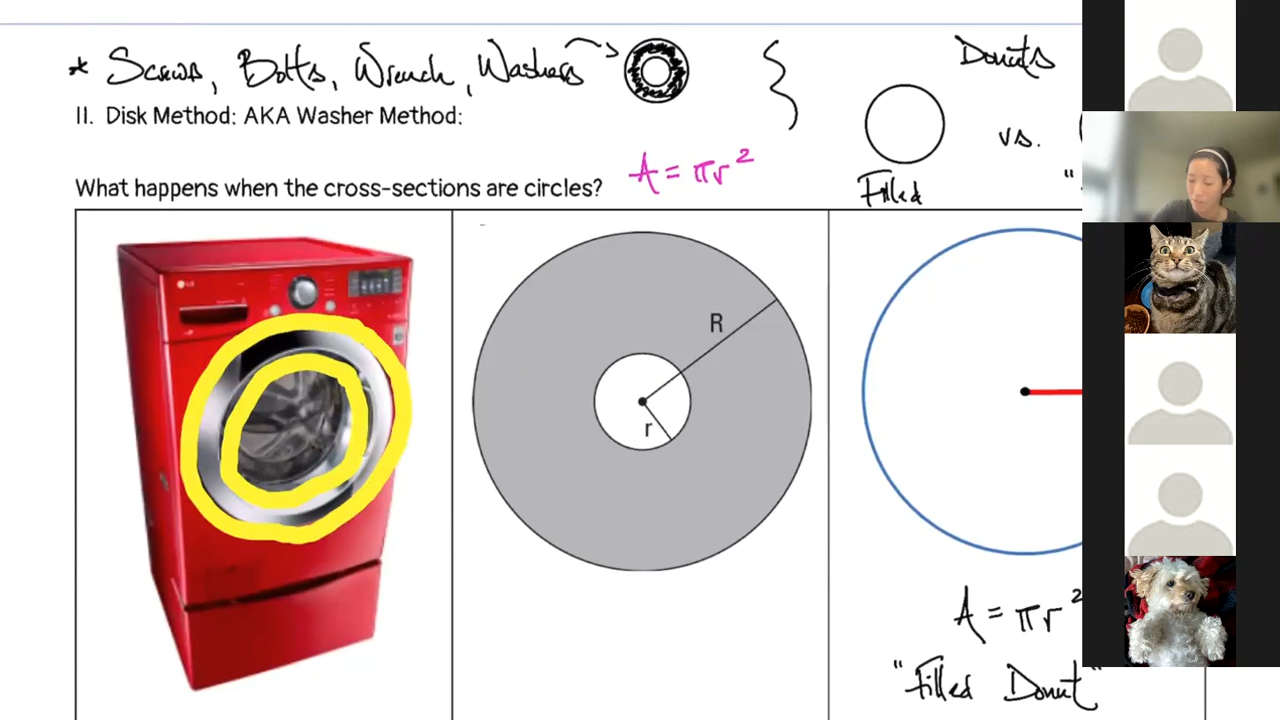 * Screws, Bolts, Wrench, Washers
Donuts
II. Disk Method: AKA Washer Method:
vs.
A = πr²
What happens when the cross-sections are circles?
Filled
"
LG
R
r
A = πr²
"Filled Donut"